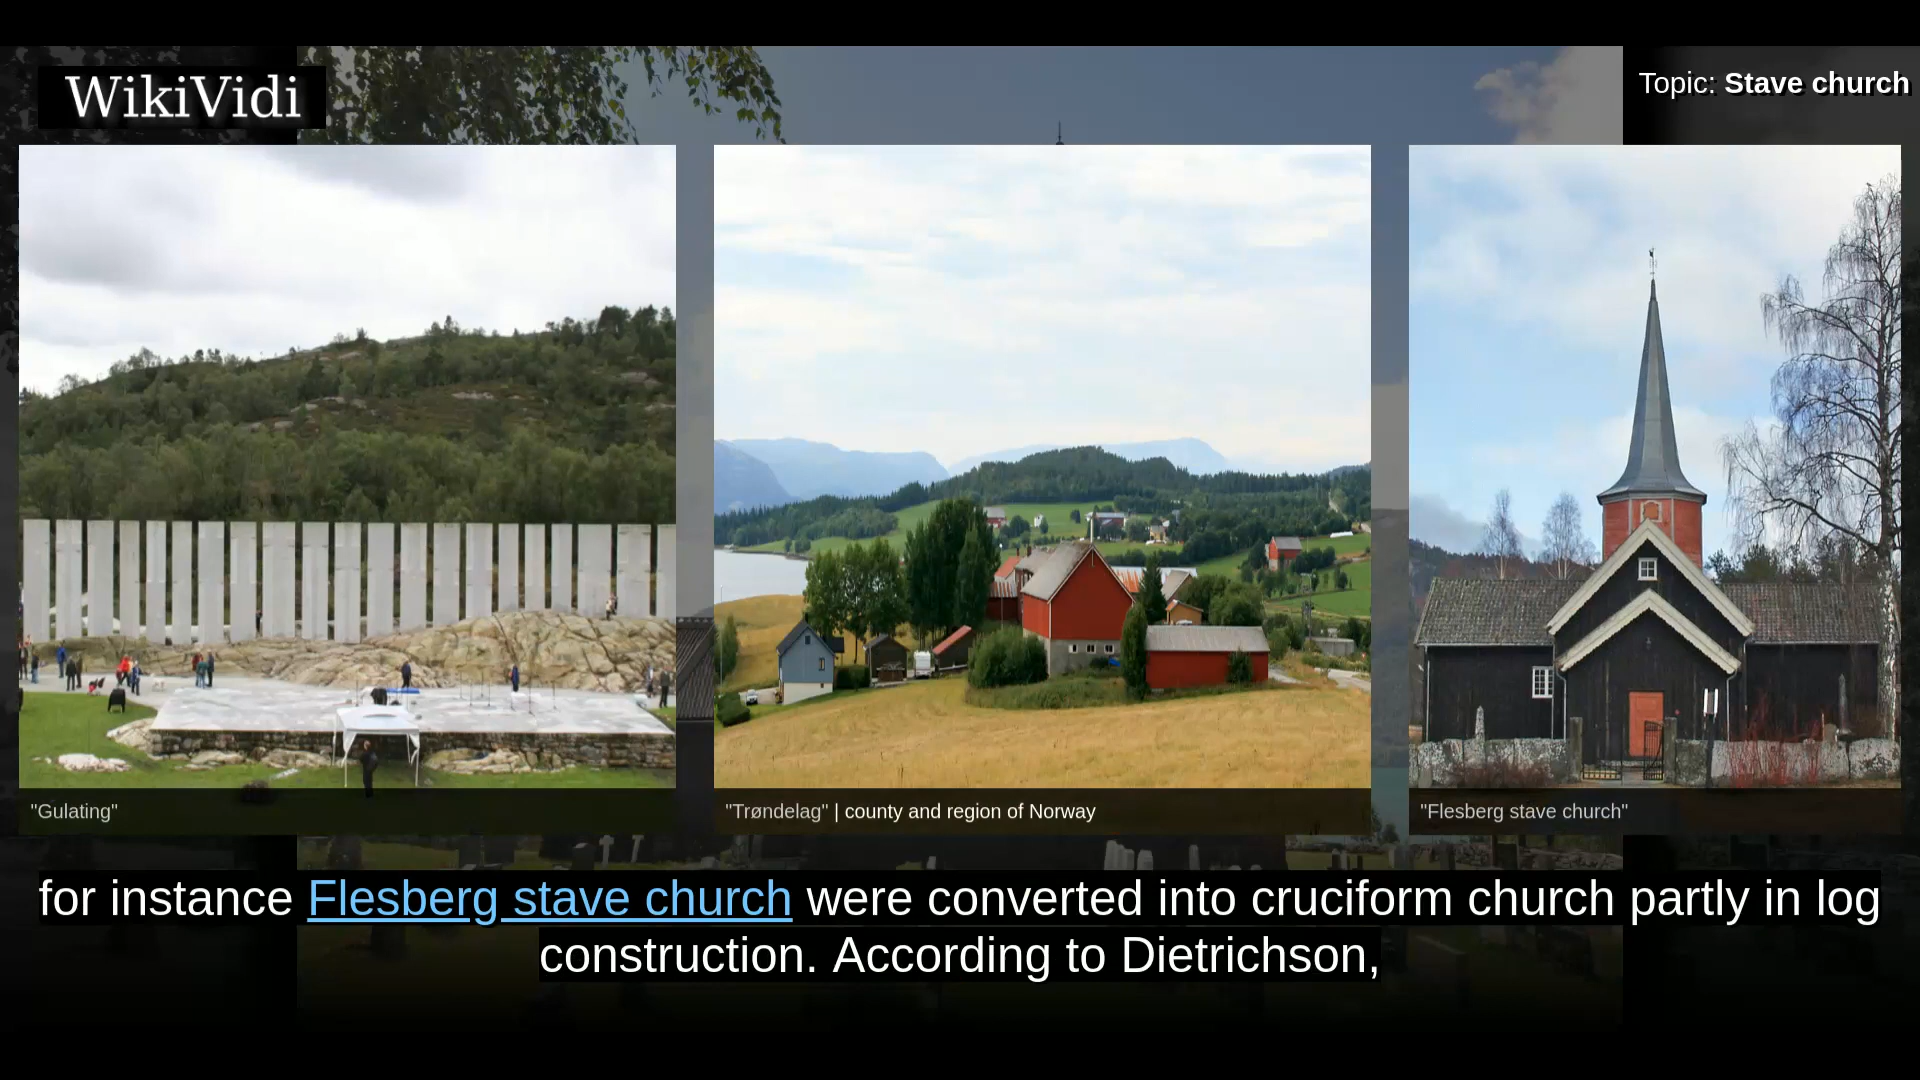 WikiVidi
Topic: Stave church
"Gulating"
"Trøndelag" | county and region of Norway
"Flesberg stave church"
for instance Flesberg stave church were converted into cruciform church partly in log
construction. According to Dietrichson,